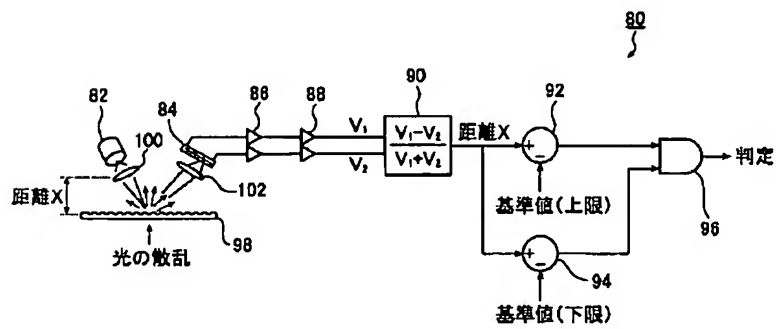 80
90
86
88
92
82
84
100
V₁
V₁−V₂
V₁+V₂
距離X
V₂
判定
102
距離X
基準値(上限)
96
98
光の散乱
94
基準値(下限)